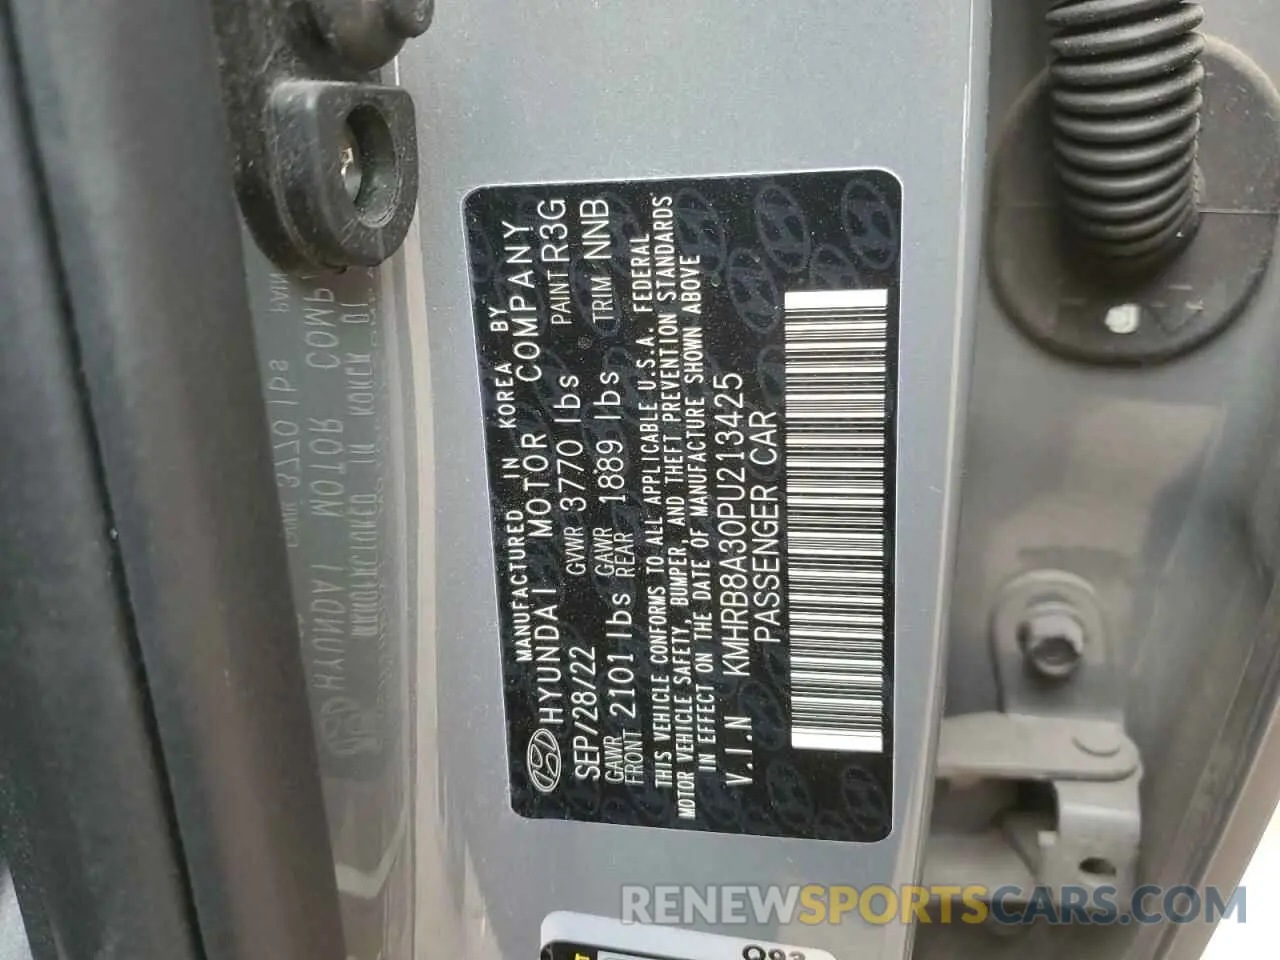 MANUFACTURED IN KOREA BY
HYUNDAI MOTOR COMPANY
SEP/28/22 GVWR 3770 lbs PAINT R3G
GAWR FRONT 2101 lbs GAWR REAR 1889 lbs TRIM NNB
THIS VEHICLE CONFORMS TO ALL APPLICABLE U.S.A. FEDERAL
MOTOR VEHICLE SAFETY, BUMPER, AND THEFT PREVENTION STANDARDS
IN EFFECT ON THE DATE OF MANUFACTURE SHOWN ABOVE
V.I.N KMHRB8A30PU213425
PASSENGER CAR
RENEWSPORTSCARS.COM